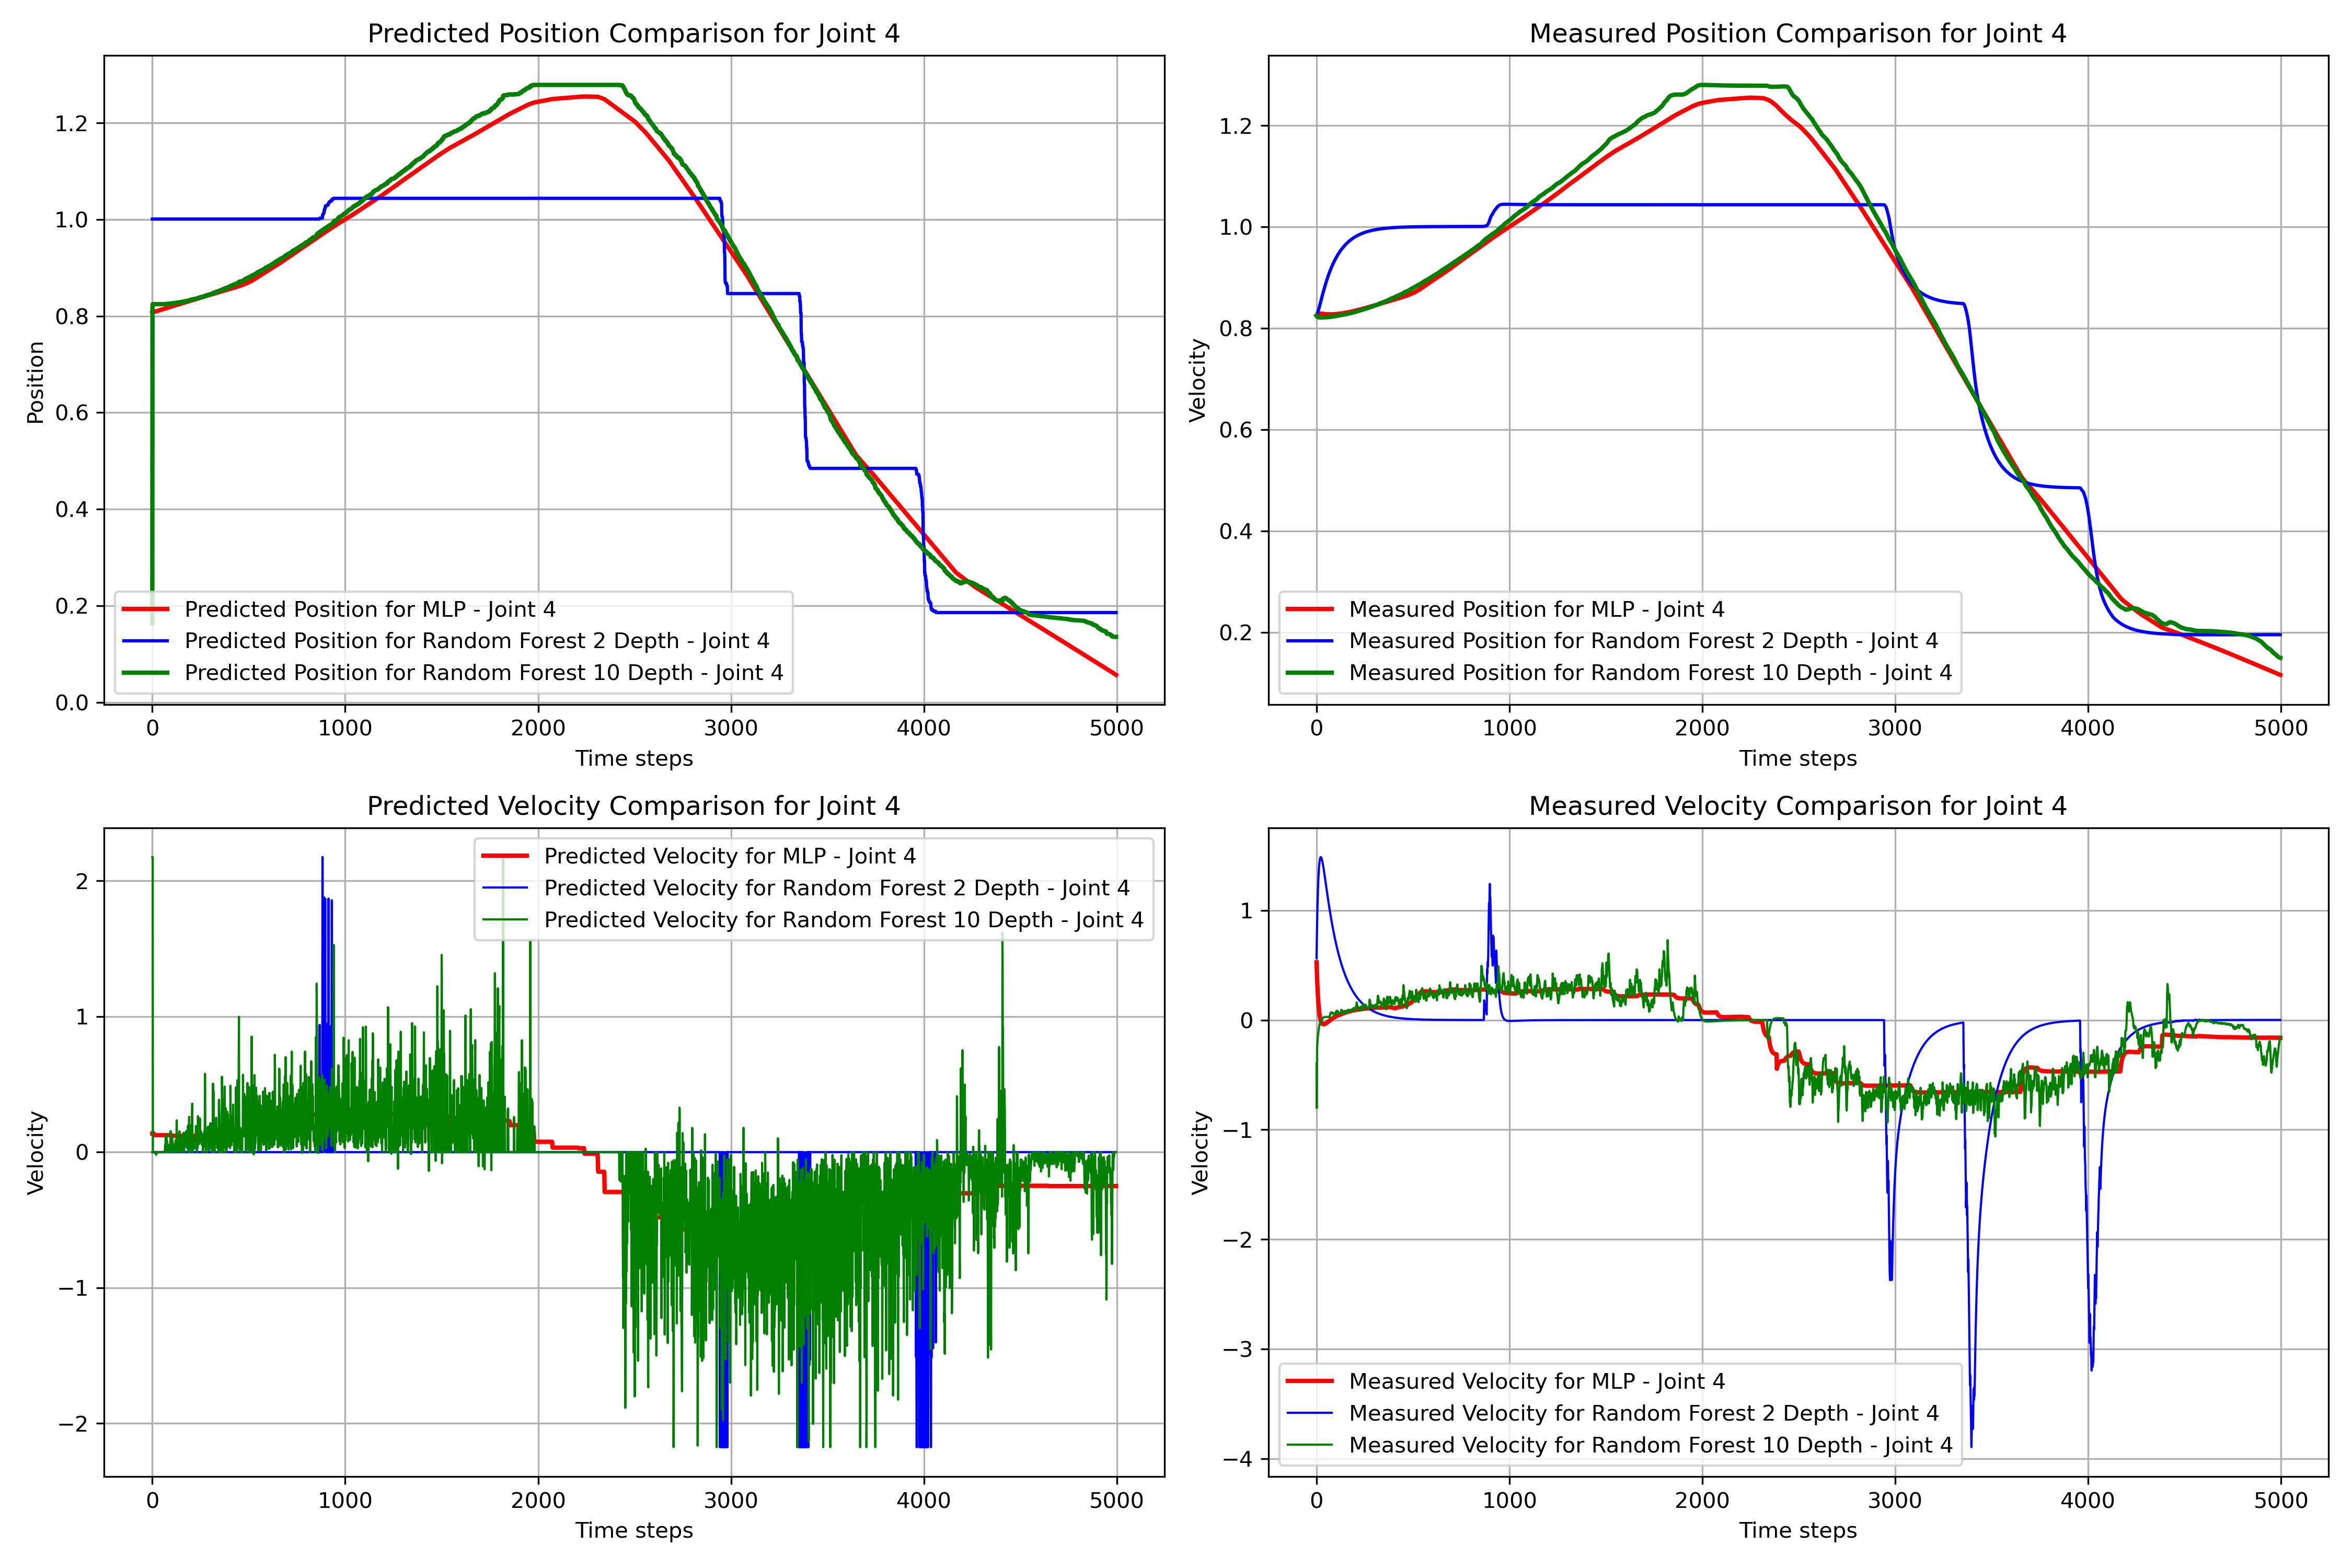 Predicted Position Comparison for Joint 4
Position
1.2
1.0
0.8
0.6
0.4
0.2
0.0
Predicted Position for MLP - Joint 4
Predicted Position for Random Forest 2 Depth - Joint 4
Predicted Position for Random Forest 10 Depth - Joint 4
0 1000 2000 3000 4000 5000
Time steps
Measured Position Comparison for Joint 4
Velocity
1.2
1.0
0.8
0.6
0.4
0.2
Measured Position for MLP - Joint 4
Measured Position for Random Forest 2 Depth - Joint 4
Measured Position for Random Forest 10 Depth - Joint 4
0 1000 2000 3000 4000 5000
Time steps
Predicted Velocity Comparison for Joint 4
Velocity
2
1
0
−1
−2
Predicted Velocity for MLP - Joint 4
Predicted Velocity for Random Forest 2 Depth - Joint 4
Predicted Velocity for Random Forest 10 Depth - Joint 4
0 1000 2000 3000 4000 5000
Time steps
Measured Velocity Comparison for Joint 4
Velocity
1
0
−1
−2
−3
−4
Measured Velocity for MLP - Joint 4
Measured Velocity for Random Forest 2 Depth - Joint 4
Measured Velocity for Random Forest 10 Depth - Joint 4
0 1000 2000 3000 4000 5000
Time steps